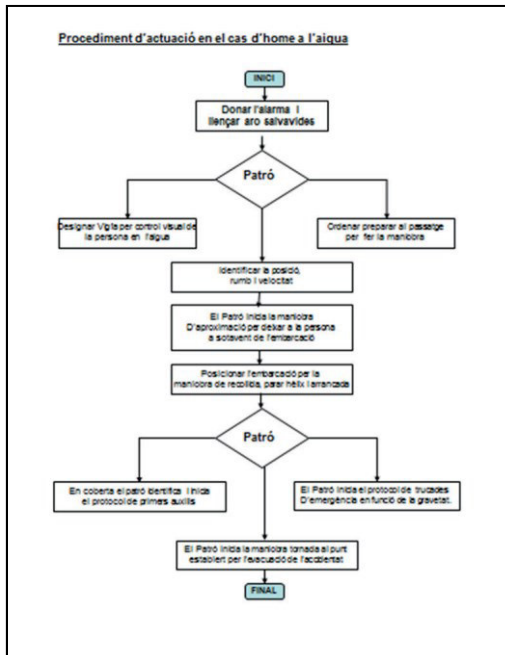 Procediment d'actuació en el cas d'home a l'aigua
INICI
Donar l'alarma i
llençar aro salvavides
Patró
Designar Vigia per control visual de
la persona en l'aigua
Ordenar preparar al passatge
per fer la maniobra
Identificar la posició,
rumb i velocitat
El Patró inicia la maniobra
D'aproximació per deixar a la persona
a sotavent de l'embarcació
Posicionar l'embarcació per la
maniobra de recollida, parar hèlix i arrancada
Patró
En coberta el patró identifica i inicia
el protocol de primers auxilis
El Patró inicia el protocol de trucades
D'emergència en funció de la gravetat.
El Patró inicia la maniobra tornada al punt
establert per l'evacuació de l'accidentat
FINAL